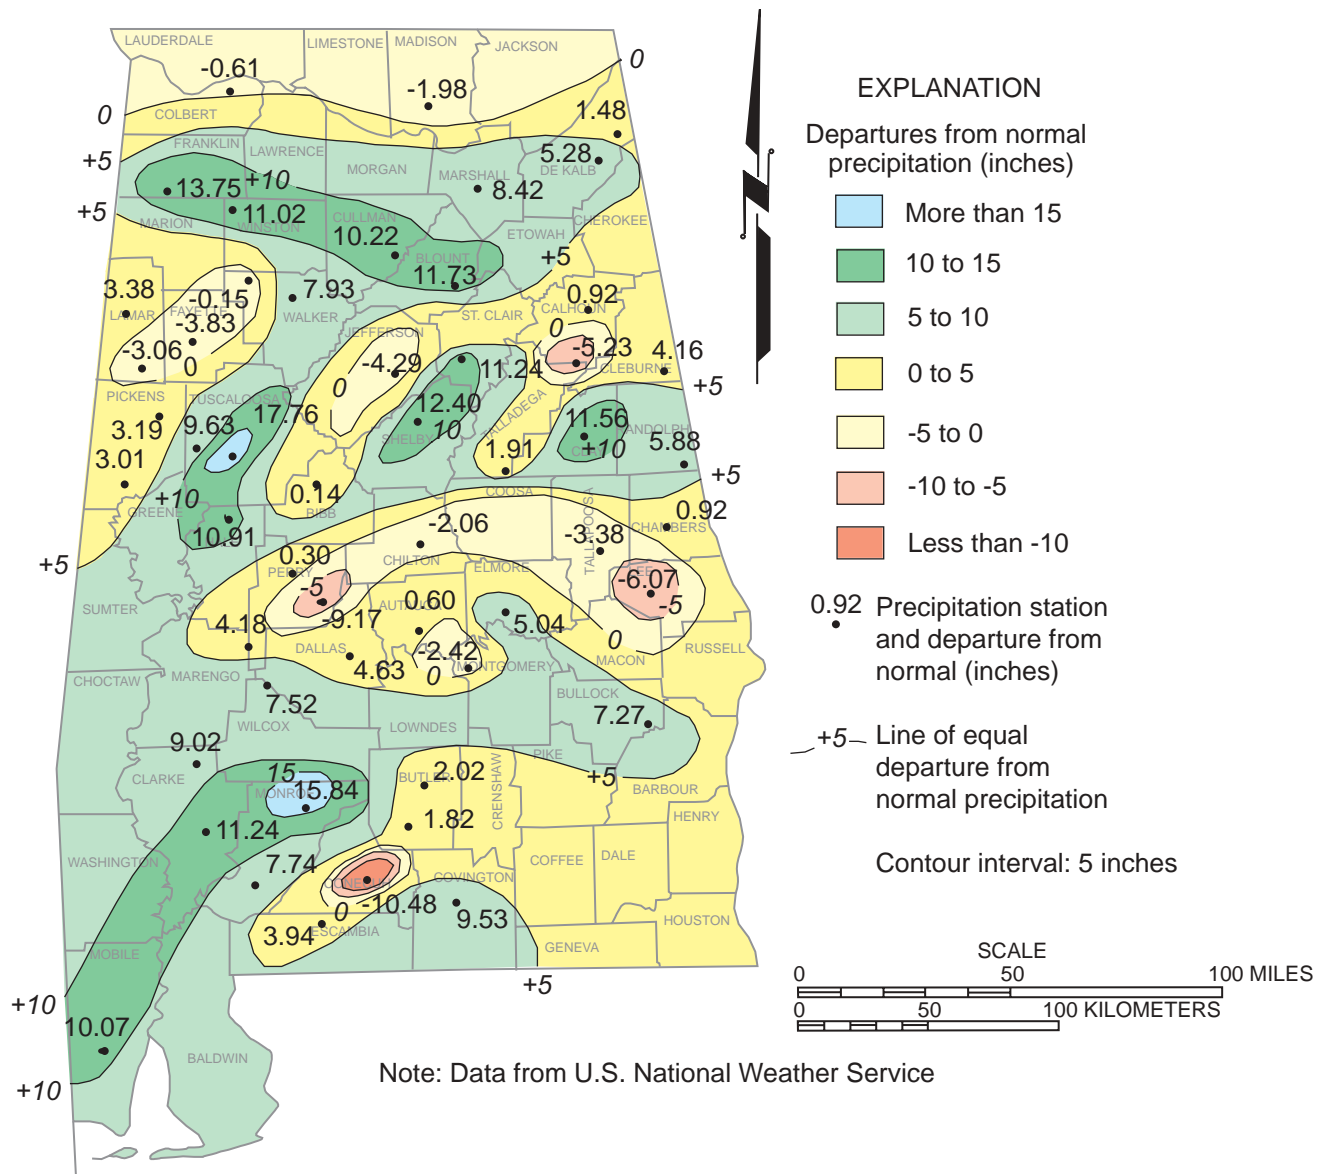 LAUDERDALE
LIMESTONE
MADISON
JACKSON
0
-0.61
-1.98
1.48
0
COLBERT
FRANKLIN
LAWRENCE
5.28
+5
MORGAN
MARSHALL
DE KALB
13.75
+10
8.42
+5
11.02
MARION
WINSTON
CULLMAN
CHEROKEE
10.22
ETOWAH
BLOUNT
+5
11.73
3.38
-0.15
7.93
0.92
LAMAR
FAYETTE
WALKER
ST. CLAIR
CALHOUN
-3.83
JEFFERSON
0
-3.06
-5.23
4.16
0
-4.29
11.24
CLEBURNE
+5
PICKENS
TUSCALOOSA
0
12.40
17.76
TALLADEGA
11.56
3.19
9.63
SHELBY
10
RANDOLPH
CLAY
+10
5.88
3.01
1.91
+5
+10
0.14
COOSA
GREENE
BIBB
TALLAPOOSA
0.92
10.91
-2.06
-3.38
CHAMBERS
0.30
CHILTON
+5
PERRY
ELMORE
LEE
-5
-6.07
SUMTER
AUTAUGA
0.60
-5
-9.17
4.18
5.04
0
DALLAS
-2.42
RUSSELL
4.63
MONTGOMERY
MACON
CHOCTAW
MARENGO
0
7.52
BULLOCK
7.27
WILCOX
LOWNDES
9.02
PIKE
15
2.02
+5
CLARKE
BUTLER
MONROE
15.84
CRENSHAW
BARBOUR
11.24
1.82
HENRY
WASHINGTON
7.74
COFFEE
DALE
CONECUH
COVINGTON
0
-10.48
9.53
3.94
ESCAMBIA
HOUSTON
MOBILE
GENEVA
+5
+10
10.07
BALDWIN
+10
EXPLANATION
Departures from normal
precipitation (inches)
More than 15
10 to 15
5 to 10
0 to 5
-5 to 0
-10 to -5
Less than -10
0.92
Precipitation station
and departure from
normal (inches)
+5
Line of equal
departure from
normal precipitation
Contour interval: 5 inches
SCALE
0 50 100 MILES
0 50 100 KILOMETERS
Note: Data from U.S. National Weather Service